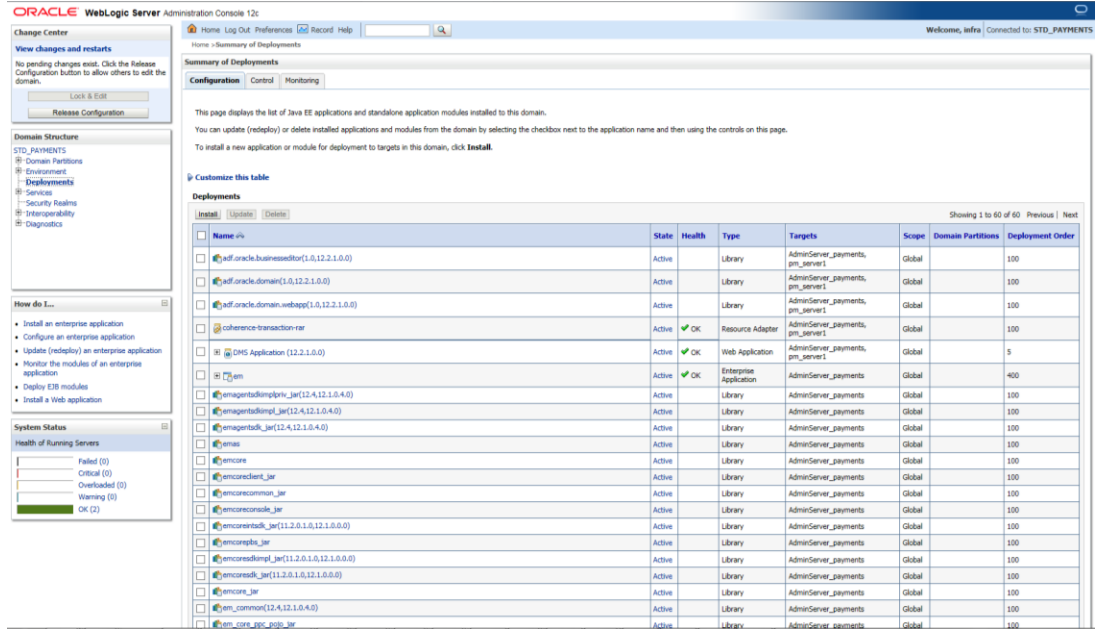 ORACLE WebLogic Server Administration Console 12c
Change Center
View changes and restarts
No pending changes exist. Click the Release
Configuration button to allow others to edit the
domain.
Lock & Edit
Release Configuration
Domain Structure
STD_PAYMENTS
Domain Partitions
Environment
Deployments
Services
Security Realms
Interoperability
Diagnostics
How do I...
Install an enterprise application
Configure an enterprise application
Update (redeploy) an enterprise application
Monitor the modules of an enterprise
application
Deploy EJB modules
Install a Web application
System Status
Health of Running Servers
Failed (0)
Critical (0)
Overloaded (0)
Warning (0)
OK (2)
Home Log Out Preferences Record Help
Welcome, infra Connected to: STD_PAYMENTS
Home >Summary of Deployments
Summary of Deployments
Configuration Control Monitoring
This page displays the list of Java EE applications and standalone application modules installed to this domain.
You can update (redeploy) or delete installed applications and modules from the domain by selecting the checkbox next to the application name and then using the controls on this page.
To install a new application or module for deployment to targets in this domain, click Install.
Customize this table
Deployments
Install Update Delete Showing 1 to 60 of 60 Previous | Next
Name State Health Type Targets Scope Domain Partitions Deployment Order
adf.oracle.businesseditor(1.0,12.2.1.0.0) Active Library AdminServer_payments, pm_server1 Global 100
adf.oracle.domain(1.0,12.2.1.0.0) Active Library AdminServer_payments, pm_server1 Global 100
adf.oracle.domain.webapp(1.0,12.2.1.0.0) Active Library AdminServer_payments, pm_server1 Global 100
coherence-transaction-rar Active OK Resource Adapter AdminServer_payments, pm_server1 Global 100
DMS Application (12.2.1.0.0) Active OK Web Application AdminServer_payments, pm_server1 Global 5
em Active OK Enterprise Application AdminServer_payments Global 400
emagentsdkimplpriv_jar(12.4,12.1.0.4.0) Active Library AdminServer_payments Global 100
emagentsdkimpl_jar(12.4,12.1.0.4.0) Active Library AdminServer_payments Global 100
emagentsdk_jar(12.4,12.1.0.4.0) Active Library AdminServer_payments Global 100
emas Active Library AdminServer_payments Global 100
emcore Active Library AdminServer_payments Global 100
emcoreclient_jar Active Library AdminServer_payments Global 100
emcorecommon_jar Active Library AdminServer_payments Global 100
emcoreconsole_jar Active Library AdminServer_payments Global 100
emcoreintsdk_jar(11.2.0.1.0,12.1.0.0.0) Active Library AdminServer_payments Global 100
emcorepbs_jar Active Library AdminServer_payments Global 100
emcoresdkimpl_jar(11.2.0.1.0,12.1.0.0.0) Active Library AdminServer_payments Global 100
emcoresdk_jar(11.2.0.1.0,12.1.0.0.0) Active Library AdminServer_payments Global 100
emcore_jar Active Library AdminServer_payments Global 100
em_common(12.4,12.1.0.4.0) Active Library AdminServer_payments Global 100
em_core_ppc_pojo_jar Active Library AdminServer_payments Global 100